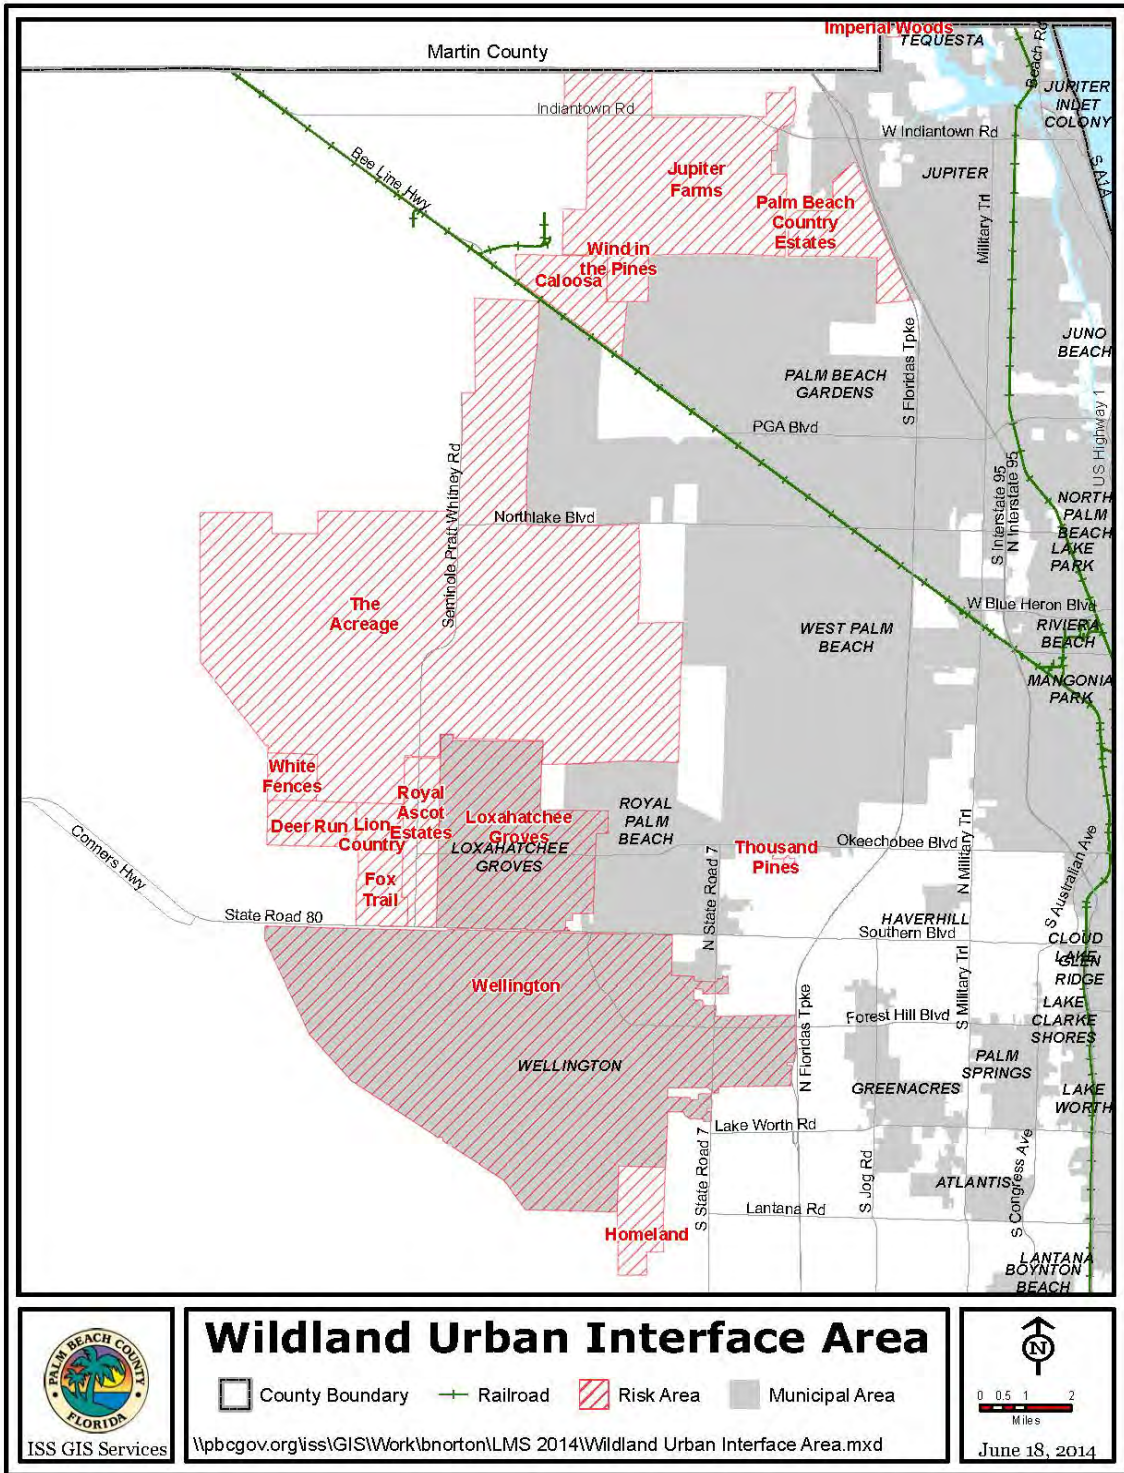 Imperial Woods
TEQUESTA
Beach Rd
Martin County
JUPITER
INLET
COLONY
Indiantown Rd
W Indiantown Rd
S A1A
Bee Line Hwy
Jupiter
Farms
JUPITER
Military Trl
Palm Beach
Country
Estates
Wind in
the Pines
Caloosa
JUNO
BEACH
S Floridas Tpke
PALM BEACH
GARDENS
US Highway 1
PGA Blvd
Seminole Pratt Whitney Rd
S Interstate 95
N Interstate 95
NORTH
PALM
BEACH
Northlake Blvd
LAKE
PARK
The
Acreage
W Blue Heron Blvd
RIVIERA
BEACH
WEST PALM
BEACH
MANGONIA
PARK
White
Fences
Royal
Ascot
Estates
Deer Run
Lion
Country
Loxahatchee
Groves
LOXAHATCHEE
GROVES
ROYAL
PALM
BEACH
Conners Hwy
Thousand
Pines
Okeechobee Blvd
N Military Trl
S Australian Ave
Fox
Trail
State Road 80
N State Road 7
HAVERHILL
Southern Blvd
CLOUD
LAKE
GLEN
RIDGE
Wellington
S Military Trl
N Floridas Tpke
Forest Hill Blvd
LAKE
CLARKE
SHORES
WELLINGTON
PALM
SPRINGS
GREENACRES
LAKE
WORTH
Lake Worth Rd
S State Road 7
S Jog Rd
S Congress Ave
ATLANTIS
Lantana Rd
Homeland
LANTANA
BOYNTON
BEACH
PALM BEACH COUNTY
FLORIDA
ISS GIS Services
Wildland Urban Interface Area
County Boundary
Railroad
Risk Area
Municipal Area
\\pbcgov.org\iss\GIS\Work\bnorton\LMS 2014\Wildland Urban Interface Area.mxd
N
0 0.5 1 2
Miles
June 18, 2014